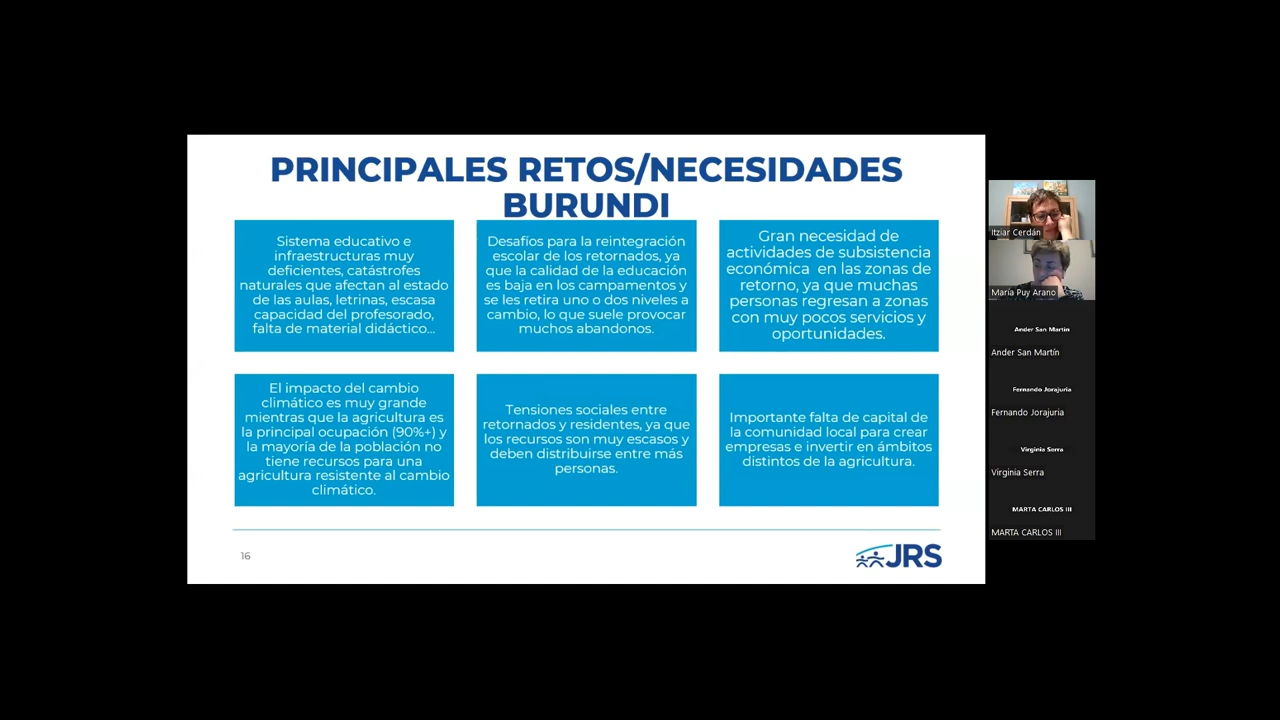 PRINCIPALES RETOS/NECESIDADES
BURUNDI
Sistema educativo e
infraestructuras muy
deficientes, catástrofes
naturales que afectan al estado
de las aulas, letrinas, escasa
capacidad del profesorado,
falta de material didáctico...
Desafíos para la reintegración
escolar de los retornados, ya
que la calidad de la educación
es baja en los campamentos y
se les retira uno o dos niveles a
cambio, lo que suele provocar
muchos abandonos.
Gran necesidad de
actividades de subsistencia
económica en las zonas de
retorno, ya que muchas
personas regresan a zonas
con muy pocos servicios y
oportunidades.
El impacto del cambio
climático es muy grande
mientras que la agricultura es
la principal ocupación (90%+) y
la mayoría de la población no
tiene recursos para una
agricultura resistente al cambio
climático.
Tensiones sociales entre
retornados y residentes, ya que
los recursos son muy escasos y
deben distribuirse entre más
personas.
Importante falta de capital de
la comunidad local para crear
empresas e invertir en ámbitos
distintos de la agricultura.
16
JRS
Itziar Cerdán
María Puy Arano
Ander San Martin
Ander San Martín
Fernando Jorajuria
Fernando Jorajuria
Virginia Serra
Virginia Serra
MARTA CARLOS III
MARTA CARLOS III